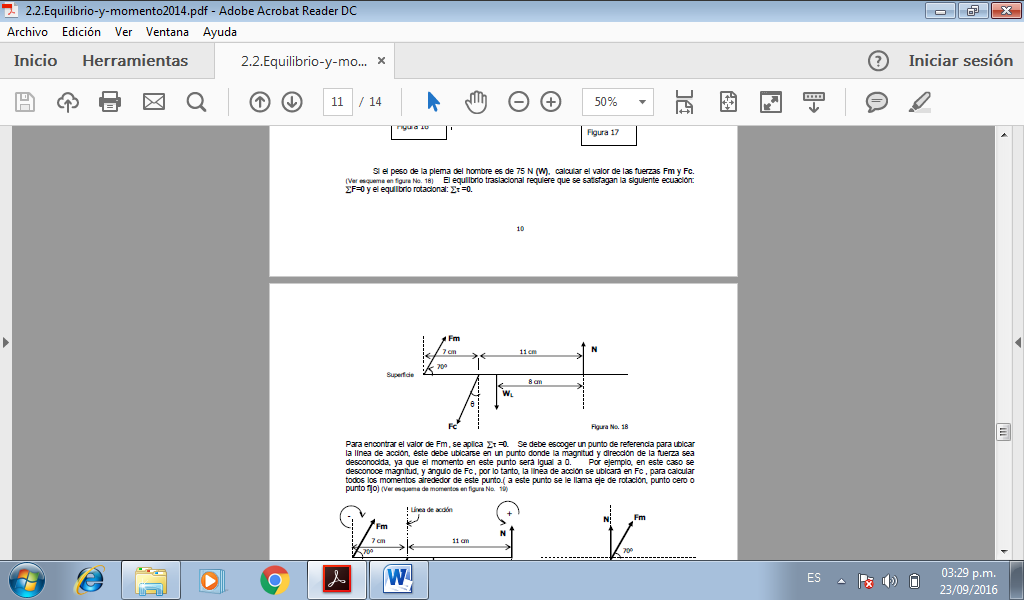 2.2.Equilibrio-y-momento2014.pdf - Adobe Acrobat Reader DC
Archivo Edición Ver Ventana Ayuda
Inicio Herramientas 2.2.Equilibrio-y-mo... × ? Iniciar sesión
11 / 14 50%
Figura 16 Figura 17
Si el peso de la pierna del hombre es de 75 N (W), calcular el valor de las fuerzas Fm y Fc.
(Ver esquema en figura No. 18) El equilibrio traslacional requiere que se satisfagan la siguiente ecuación:
∑F=0 y el equilibrio rotacional: ∑τ =0.
10
Fm
7 cm 11 cm N
70º
Superficie
8 cm
WL
θ
Fc Figura No. 18
Para encontrar el valor de Fm , se aplica ∑τ =0. Se debe escoger un punto de referencia para ubicar
la línea de acción, éste debe ubicarse en un punto donde la magnitud y dirección de la fuerza sea
desconocida, ya que el momento en este punto será igual a 0. Por ejemplo, en este caso se
desconoce magnitud, y ángulo de Fc , por lo tanto, la línea de acción se ubicará en Fc , para calcular
todos los momentos alrededor de este punto.( a este punto se le llama eje de rotación, punto cero o
punto fijo) (Ver esquema de momentos en figura No. 19)
Línea de acción
- Fm + N N Fm
7 cm 11 cm
70º 70º
ES 03:29 p.m.
23/09/2016